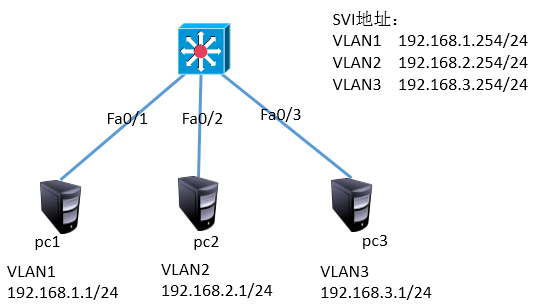 SVI地址：
VLAN1 192.168.1.254/24
VLAN2 192.168.2.254/24
VLAN3 192.168.3.254/24
Fa0/1 Fa0/2 Fa0/3
pc1 pc2 pc3
VLAN1
192.168.1.1/24
VLAN2
192.168.2.1/24
VLAN3
192.168.3.1/24